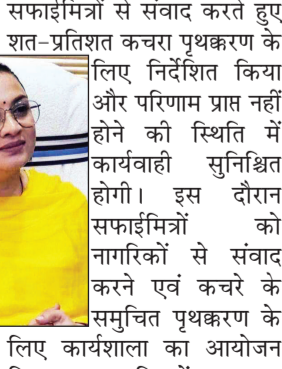 सफाईमित्रों से संवाद करते हुए
शत-प्रतिशत कचरा पृथक्करण के
लिए निर्देशित किया
और परिणाम प्राप्त नहीं
होने की स्थिति में
कार्यवाही सुनिश्चित
होगी। इस दौरान
सफाईमित्रों को
नागरिकों से संवाद
करने एवं कचरे के
समुचित पृथक्करण के
लिए कार्यशाला का आयोजन